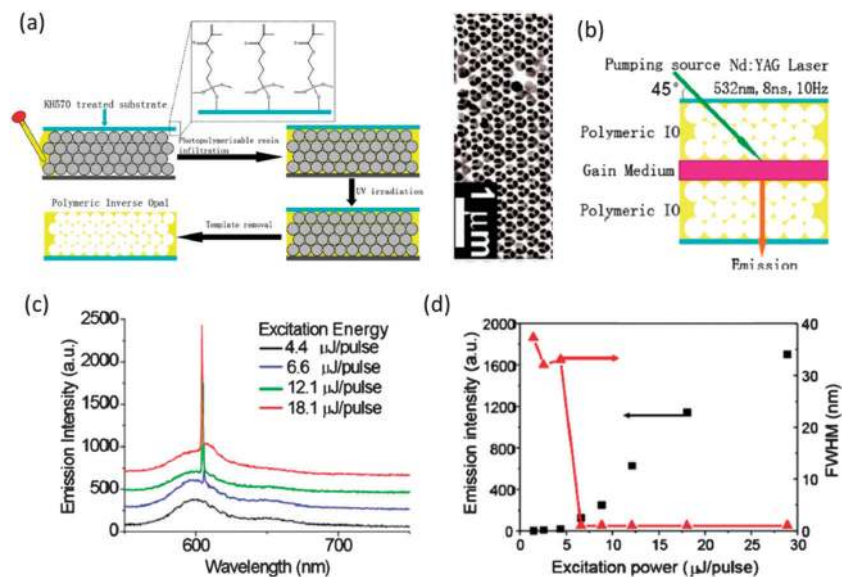 (a)
KH570 treated substrate
Photopolymerisable resin
infiltration
UV irradiation
Template removal
Polymeric Inverse Opal
1 μm
(b)
Pumping source Nd:YAG Laser
45° 532nm, 8ns, 10Hz
Polymeric IO
Gain Medium
Polymeric IO
Emission
(c)
2500
2000
1500
1000
500
0
Emission Intensity (a.u.)
Excitation Energy
4.4 μJ/pulse
6.6 μJ/pulse
12.1 μJ/pulse
18.1 μJ/pulse
600 700
Wavelength (nm)
(d)
2000
1600
1200
800
400
0
Emission intensity (a.u.)
40
30
20
10
0
FWHM (nm)
0 5 10 15 20 25 30
Excitation power (μJ/pulse)